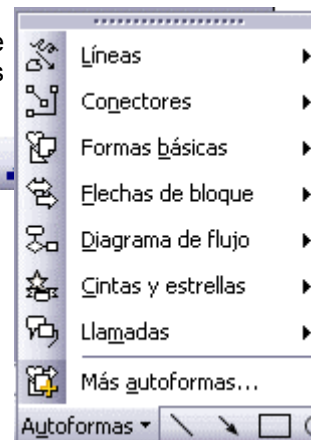 e
s
Líneas
Conectores
Formas básicas
Flechas de bloque
Diagrama de flujo
Cintas y estrellas
Llamadas
Más autoformas...
Autoformas